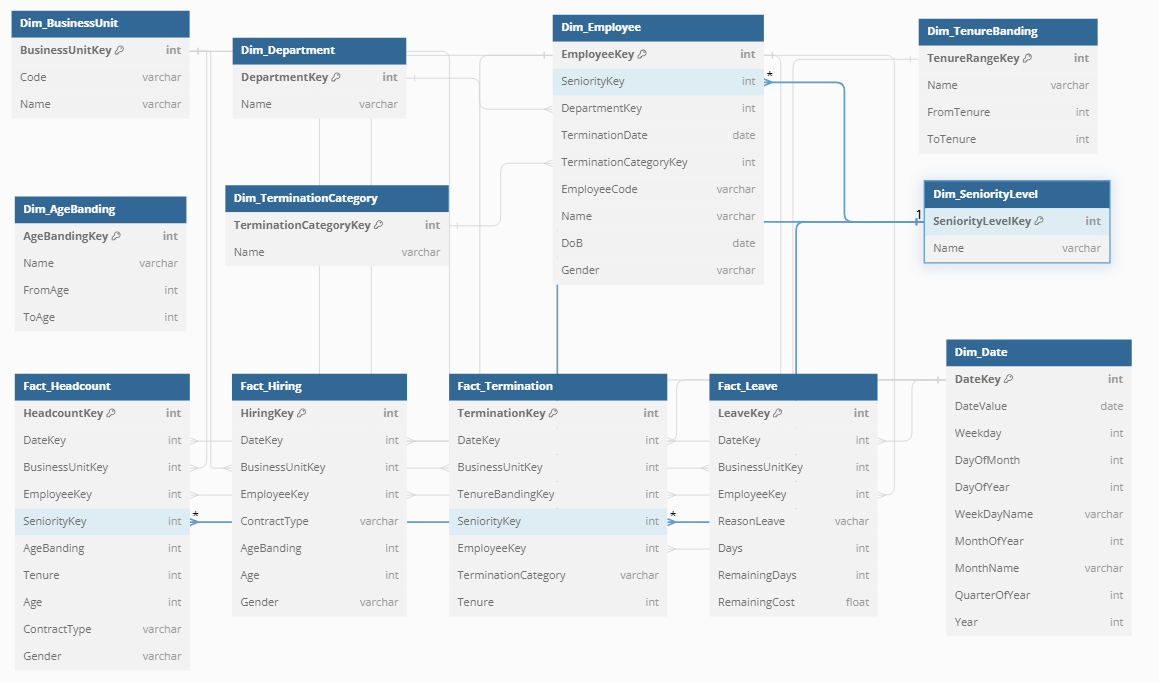 Dim_BusinessUnit
BusinessUnitKey int
Code varchar
Name varchar
Dim_Department
DepartmentKey int
Name varchar
Dim_Employee
EmployeeKey int
SeniorityKey int *
DepartmentKey int
TerminationDate date
TerminationCategoryKey int
EmployeeCode varchar
Name varchar
DoB date
Gender varchar
Dim_TenureBanding
TenureRangeKey int
Name varchar
FromTenure int
ToTenure int
Dim_AgeBanding
AgeBandingKey int
Name varchar
FromAge int
ToAge int
Dim_TerminationCategory
TerminationCategoryKey int
Name varchar
Dim_SeniorityLevel
1 SeniorityLevelKey int
Name varchar
Fact_Headcount
HeadcountKey int
DateKey int
BusinessUnitKey int
EmployeeKey int
SeniorityKey int *
AgeBanding int
Tenure int
Age int
ContractType varchar
Gender varchar
Fact_Hiring
HiringKey int
DateKey int
BusinessUnitKey int
EmployeeKey int
ContractType varchar
AgeBanding int
Age int
Gender varchar
Fact_Termination
TerminationKey int
DateKey int
BusinessUnitKey int
TenureBandingKey int
SeniorityKey int *
EmployeeKey int
TerminationCategory varchar
Tenure int
Fact_Leave
LeaveKey int
DateKey int
BusinessUnitKey int
EmployeeKey int
ReasonLeave vachar
Days int
RemainingDays int
RemainingCost float
Dim_Date
DateKey int
DateValue date
Weekday int
DayOfMonth int
DayOfYear int
WeekDayName varchar
MonthOfYear int
MonthName varchar
QuarterOfYear int
Year int